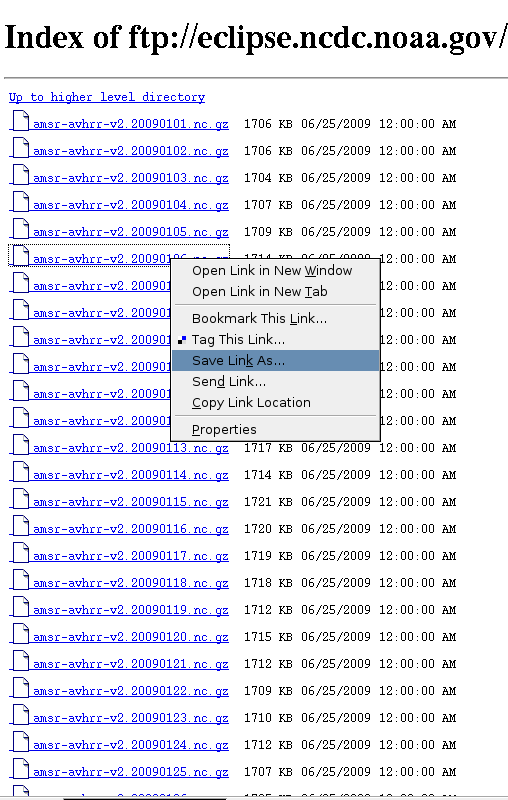 Index of ftp://eclipse.ncdc.noaa.gov/
Up to higher level directory
amsr-avhrr-v2.20090101.nc.gz 1706 KB 06/25/2009 12:00:00 AM
amsr-avhrr-v2.20090102.nc.gz 1706 KB 06/25/2009 12:00:00 AM
amsr-avhrr-v2.20090103.nc.gz 1704 KB 06/25/2009 12:00:00 AM
amsr-avhrr-v2.20090104.nc.gz 1707 KB 06/25/2009 12:00:00 AM
amsr-avhrr-v2.20090105.nc.gz 1709 KB 06/25/2009 12:00:00 AM
amsr-avhrr-v2.20090106.nc.gz 1714 KB 06/25/2009 12:00:00 AM
amsr-avhrr-v2.200901 12:00:00 AM
amsr-avhrr-v2.200901 12:00:00 AM
amsr-avhrr-v2.200901 12:00:00 AM
amsr-avhrr-v2.200901 12:00:00 AM
amsr-avhrr-v2.200901 12:00:00 AM
amsr-avhrr-v2.200901 12:00:00 AM
Open Link in New Window
Open Link in New Tab
Bookmark This Link...
Tag This Link...
Save Link As...
Send Link...
Copy Link Location
Properties
amsr-avhrr-v2.20090113.nc.gz 1717 KB 06/25/2009 12:00:00 AM
amsr-avhrr-v2.20090114.nc.gz 1714 KB 06/25/2009 12:00:00 AM
amsr-avhrr-v2.20090115.nc.gz 1721 KB 06/25/2009 12:00:00 AM
amsr-avhrr-v2.20090116.nc.gz 1720 KB 06/25/2009 12:00:00 AM
amsr-avhrr-v2.20090117.nc.gz 1719 KB 06/25/2009 12:00:00 AM
amsr-avhrr-v2.20090118.nc.gz 1718 KB 06/25/2009 12:00:00 AM
amsr-avhrr-v2.20090119.nc.gz 1712 KB 06/25/2009 12:00:00 AM
amsr-avhrr-v2.20090120.nc.gz 1715 KB 06/25/2009 12:00:00 AM
amsr-avhrr-v2.20090121.nc.gz 1712 KB 06/25/2009 12:00:00 AM
amsr-avhrr-v2.20090122.nc.gz 1709 KB 06/25/2009 12:00:00 AM
amsr-avhrr-v2.20090123.nc.gz 1710 KB 06/25/2009 12:00:00 AM
amsr-avhrr-v2.20090124.nc.gz 1712 KB 06/25/2009 12:00:00 AM
amsr-avhrr-v2.20090125.nc.gz 1707 KB 06/25/2009 12:00:00 AM